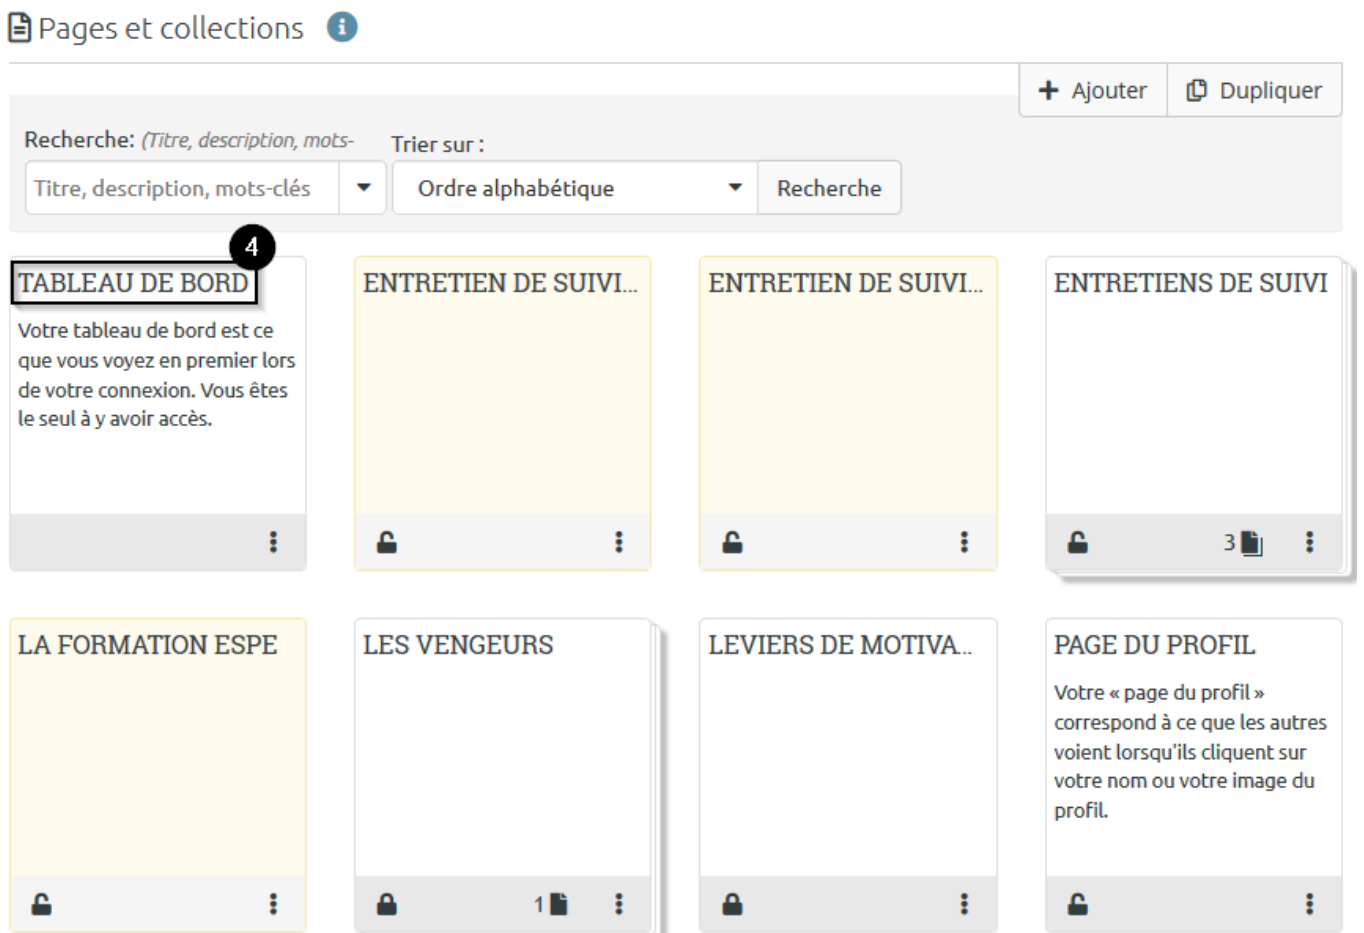 Pages et collections
Ajouter
Dupliquer
Recherche: (Titre, description, mots-
Trier sur :
Titre, description, mots-clés
Ordre alphabétique
Recherche
4
TABLEAU DE BORD
Votre tableau de bord est ce
que vous voyez en premier lors
de votre connexion. Vous êtes
le seul à y avoir accès.
ENTRETIEN DE SUIVI...
ENTRETIEN DE SUIVI...
ENTRETIENS DE SUIVI
3
LA FORMATION ESPE
LES VENGEURS
1
LEVIERS DE MOTIVA...
PAGE DU PROFIL
Votre « page du profil »
correspond à ce que les autres
voient lorsqu'ils cliquent sur
votre nom ou votre image du
profil.